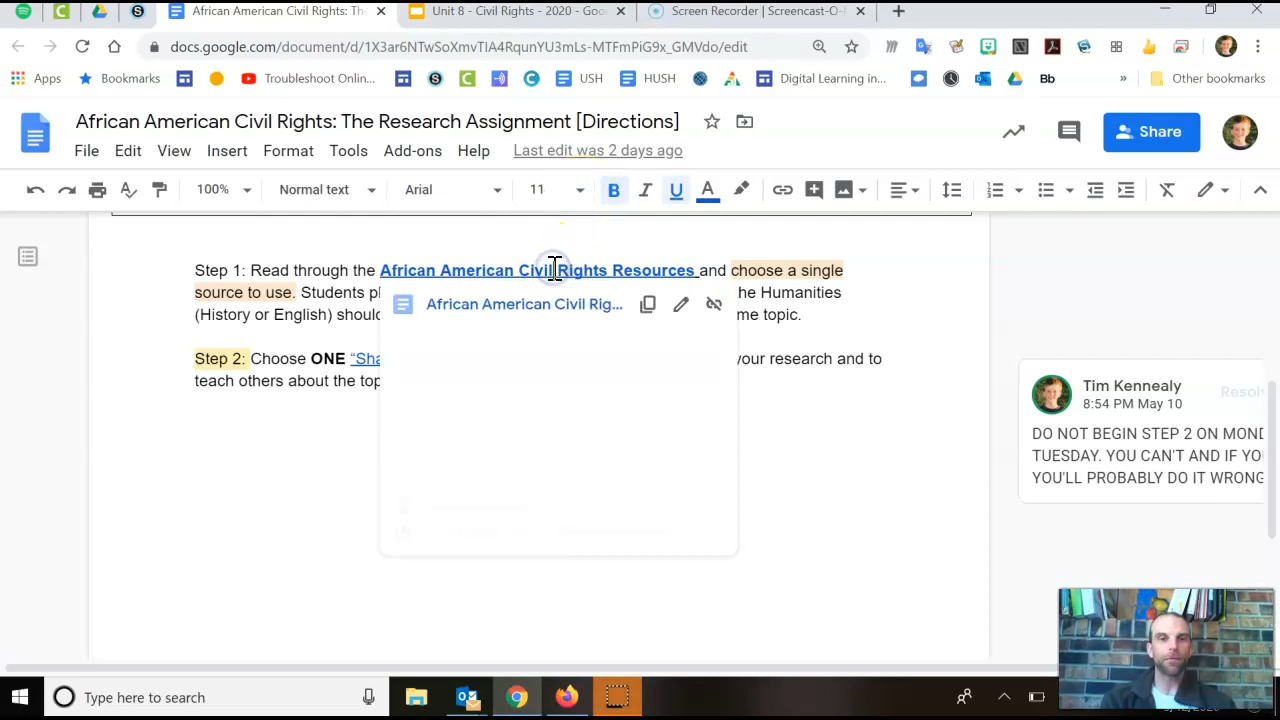 African American Civil Rights: Th
Unit 8 - Civil Rights - 2020 - Goo
Screen Recorder | Screencast-O-
docs.google.com/document/d/1X3ar6NTwSoXmvTIA4RqunYU3mLs-MTFmPiG9x_GMVdo/edit
Apps
Bookmarks
Troubleshoot Onlin...
USH
HUSH
Digital Learning in...
Bb
»
Other bookmarks
African American Civil Rights: The Research Assignment [Directions]
Share
File Edit View Insert Format Tools Add-ons Help Last edit was 2 days ago
100% Normal text Arial 11 B I U A
Step 1: Read through the African American Civil Rights Resources and choose a single
source to use. Students pl he Humanities
African American Civil Rig...
(History or English) shoul me topic.
Step 2: Choose ONE “Sha your research and to
teach others about the top
Tim Kennealy
8:54 PM May 10
Resolv
DO NOT BEGIN STEP 2 ON MOND
TUESDAY. YOU CAN'T AND IF YO
YOU'LL PROBABLY DO IT WRONG
Type here to search